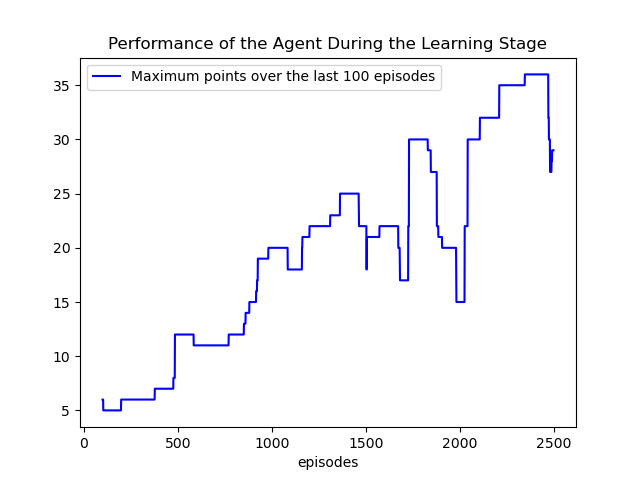 Performance of the Agent During the Learning Stage
Maximum points over the last 100 episodes
35
30
25
20
15
10
5
0 500 1000 1500 2000 2500
episodes